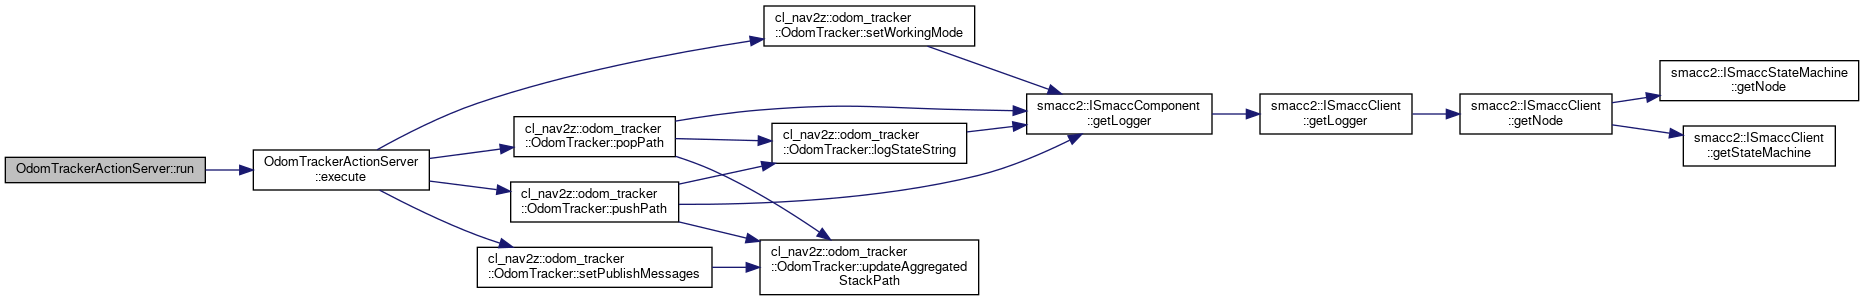 OdomTrackerActionServer::run
OdomTrackerActionServer
::execute
cl_nav2z::odom_tracker
::OdomTracker::setWorkingMode
cl_nav2z::odom_tracker
::OdomTracker::popPath
cl_nav2z::odom_tracker
::OdomTracker::pushPath
cl_nav2z::odom_tracker
::OdomTracker::setPublishMessages
cl_nav2z::odom_tracker
::OdomTracker::logStateString
cl_nav2z::odom_tracker
::OdomTracker::updateAggregated
StackPath
smacc2::ISmaccComponent
::getLogger
smacc2::ISmaccClient
::getLogger
smacc2::ISmaccClient
::getNode
smacc2::ISmaccStateMachine
::getNode
smacc2::ISmaccClient
::getStateMachine